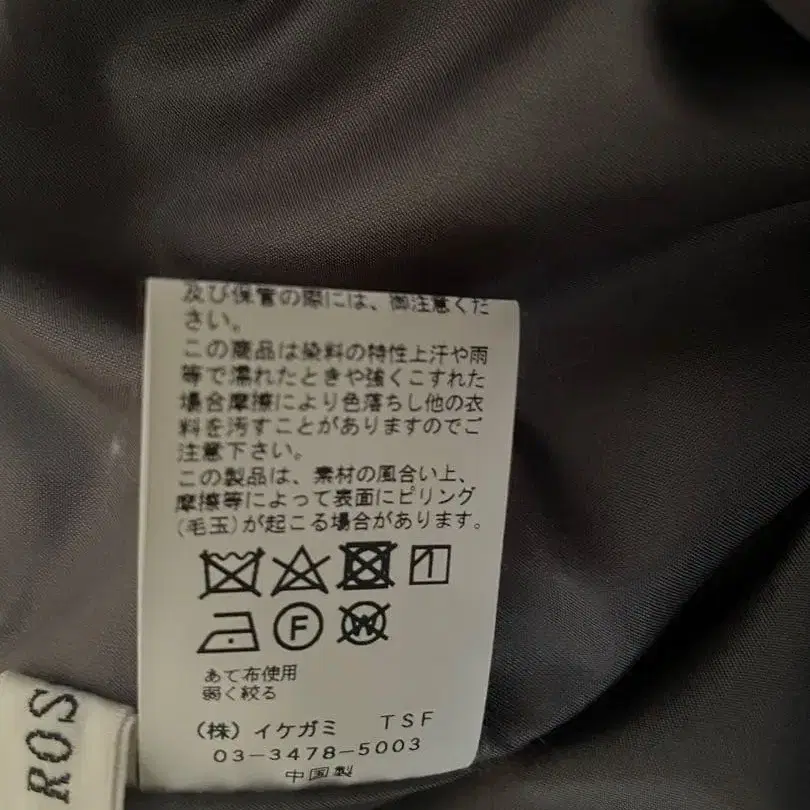 及び保管の際には、御注意くだ
さい。
この商品は染料の特性上汗や雨
等で濡れたときや強くこすれた
場合摩擦により色落ちし他の衣
料を汚すことがありますのでご
注意下さい。
この製品は、素材の風合い上、
摩擦等によって表面にピリング
(毛玉)が起こる場合があります。
F
W
あて布使用
弱く絞る
(株)イケガミ TSF
03-3478-5003
中国製
ROS